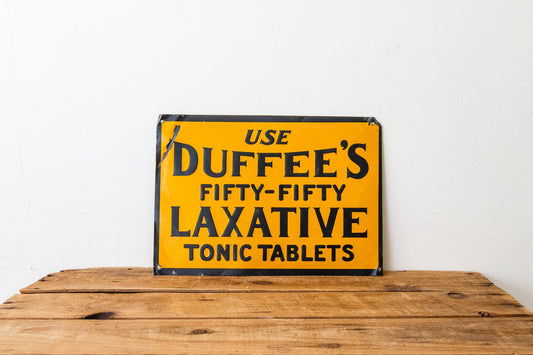 USE
DUFFEE'S
FIFTY-FIFTY
LAXATIVE
TONIC TABLETS